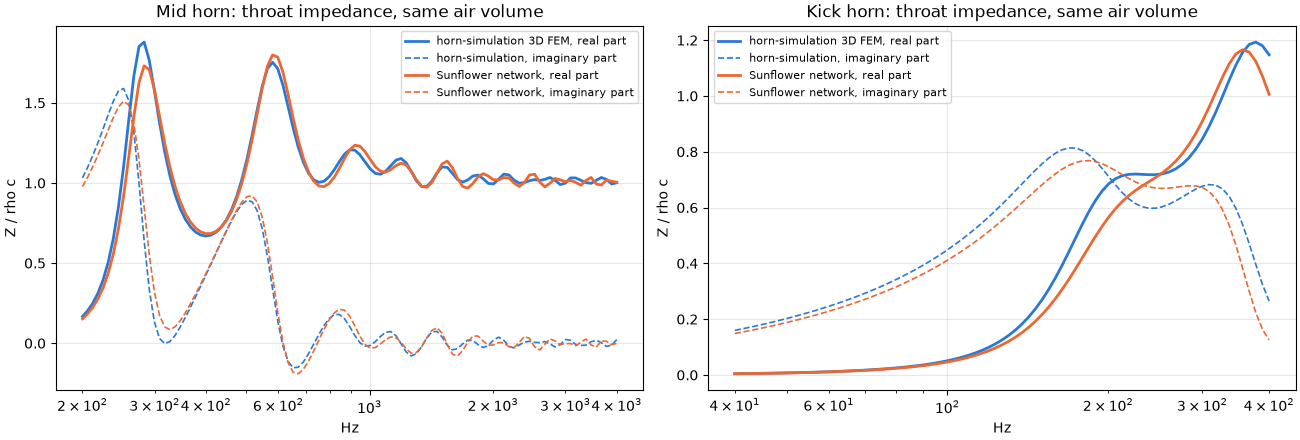 Mid horn: throat impedance, same air volume
horn-simulation 3D FEM, real part
horn-simulation, imaginary part
Sunflower network, real part
Sunflower network, imaginary part
Z / rho c
1.5
1.0
0.5
0.0
2 × 10² 3 × 10² 4 × 10² 6 × 10² 10³ 2 × 10³ 3 × 10³ 4 × 10³
Hz
Kick horn: throat impedance, same air volume
horn-simulation 3D FEM, real part
horn-simulation, imaginary part
Sunflower network, real part
Sunflower network, imaginary part
Z / rho c
1.2
1.0
0.8
0.6
0.4
0.2
0.0
4 × 10¹ 6 × 10¹ 10² 2 × 10² 3 × 10² 4 × 10²
Hz